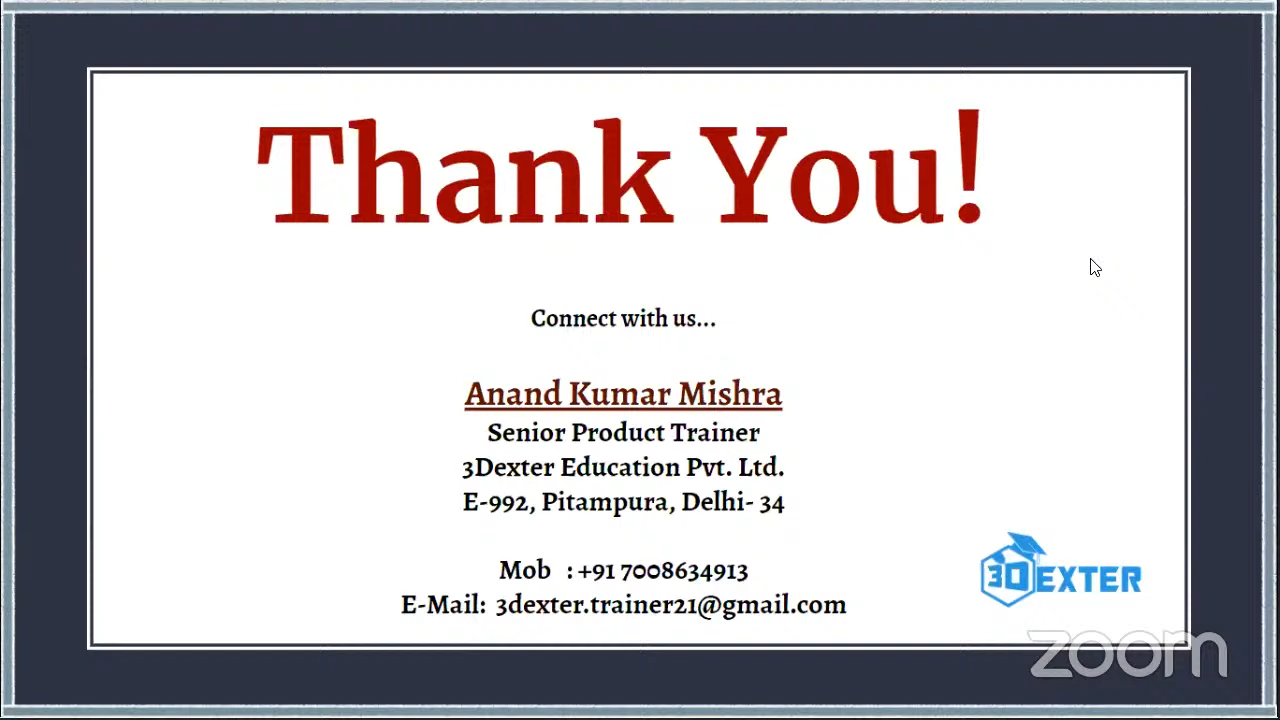 Thank You!
Connect with us...
Anand Kumar Mishra
Senior Product Trainer
3Dexter Education Pvt. Ltd.
E-992, Pitampura, Delhi- 34
Mob : +91 7008634913
E-Mail: 3dexter.trainer21@gmail.com
3DEXTER
zoom